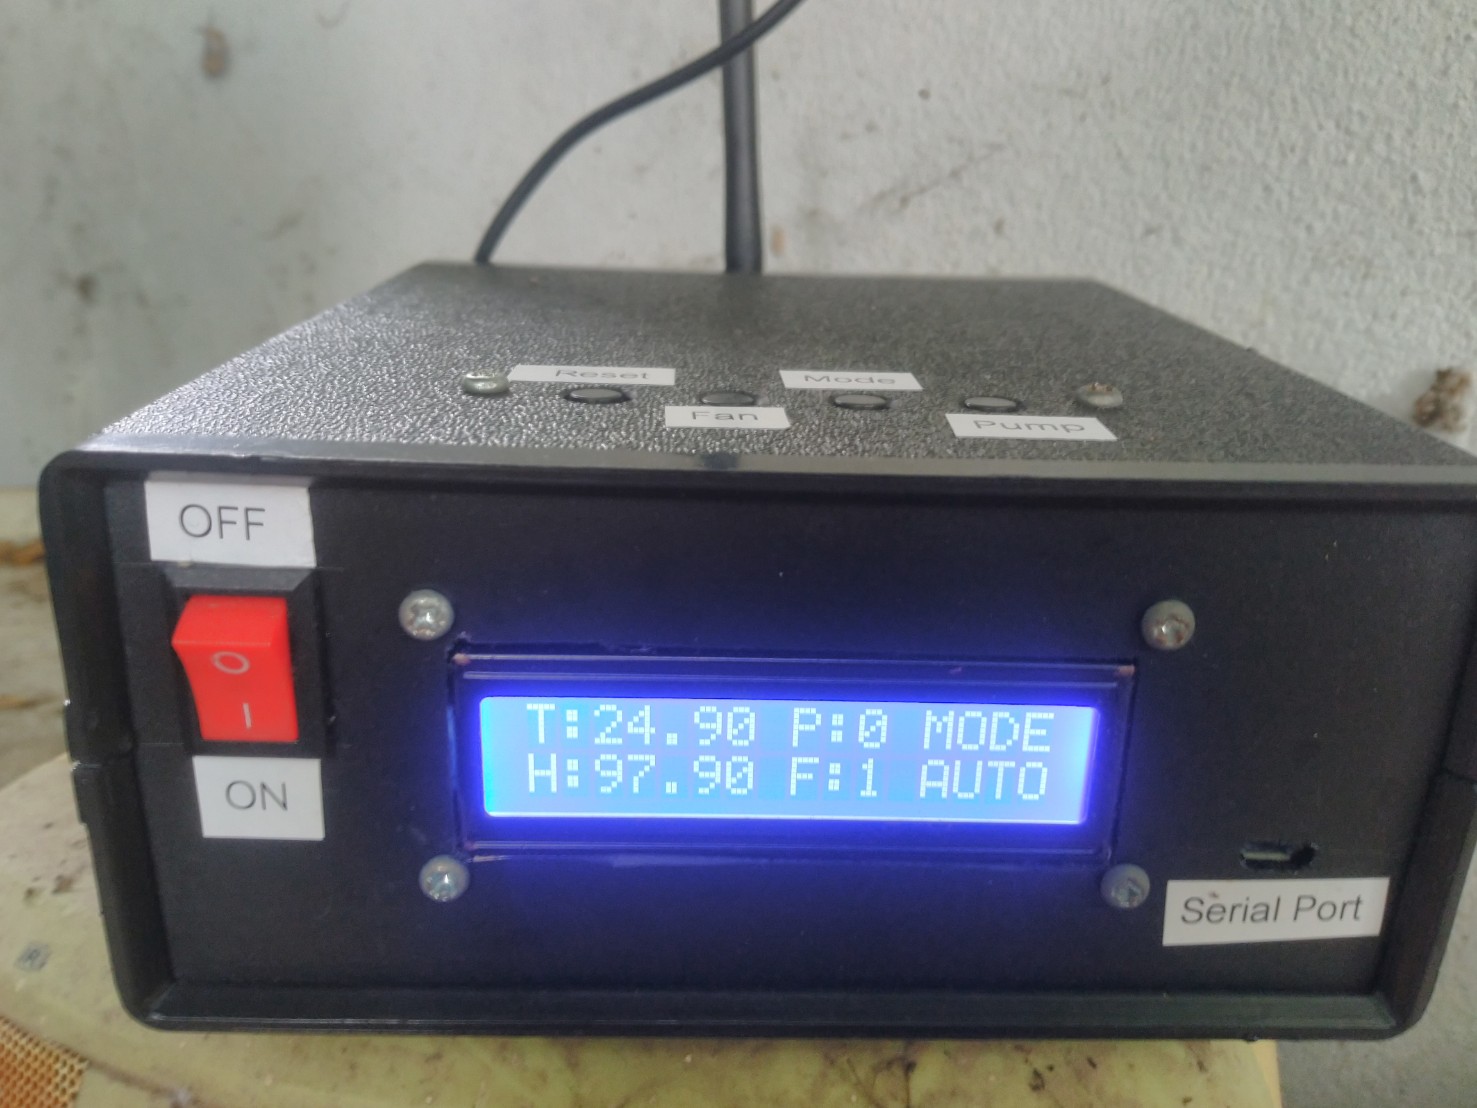 Reset
Mode
Fan
Pump
OFF
O
I
ON
T:24.90 P:0 MODE
H:97.90 F:1 AUTO
Serial Port